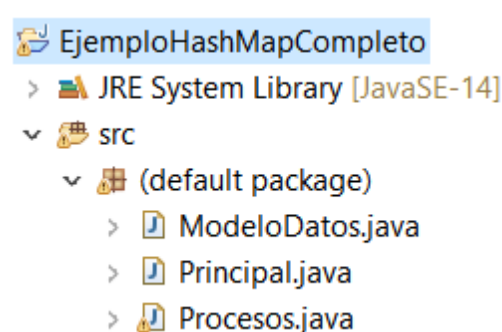 EjemploHashMapCompleto
JRE System Library [JavaSE-14]
src
(default package)
ModeloDatos.java
Principal.java
Procesos.java